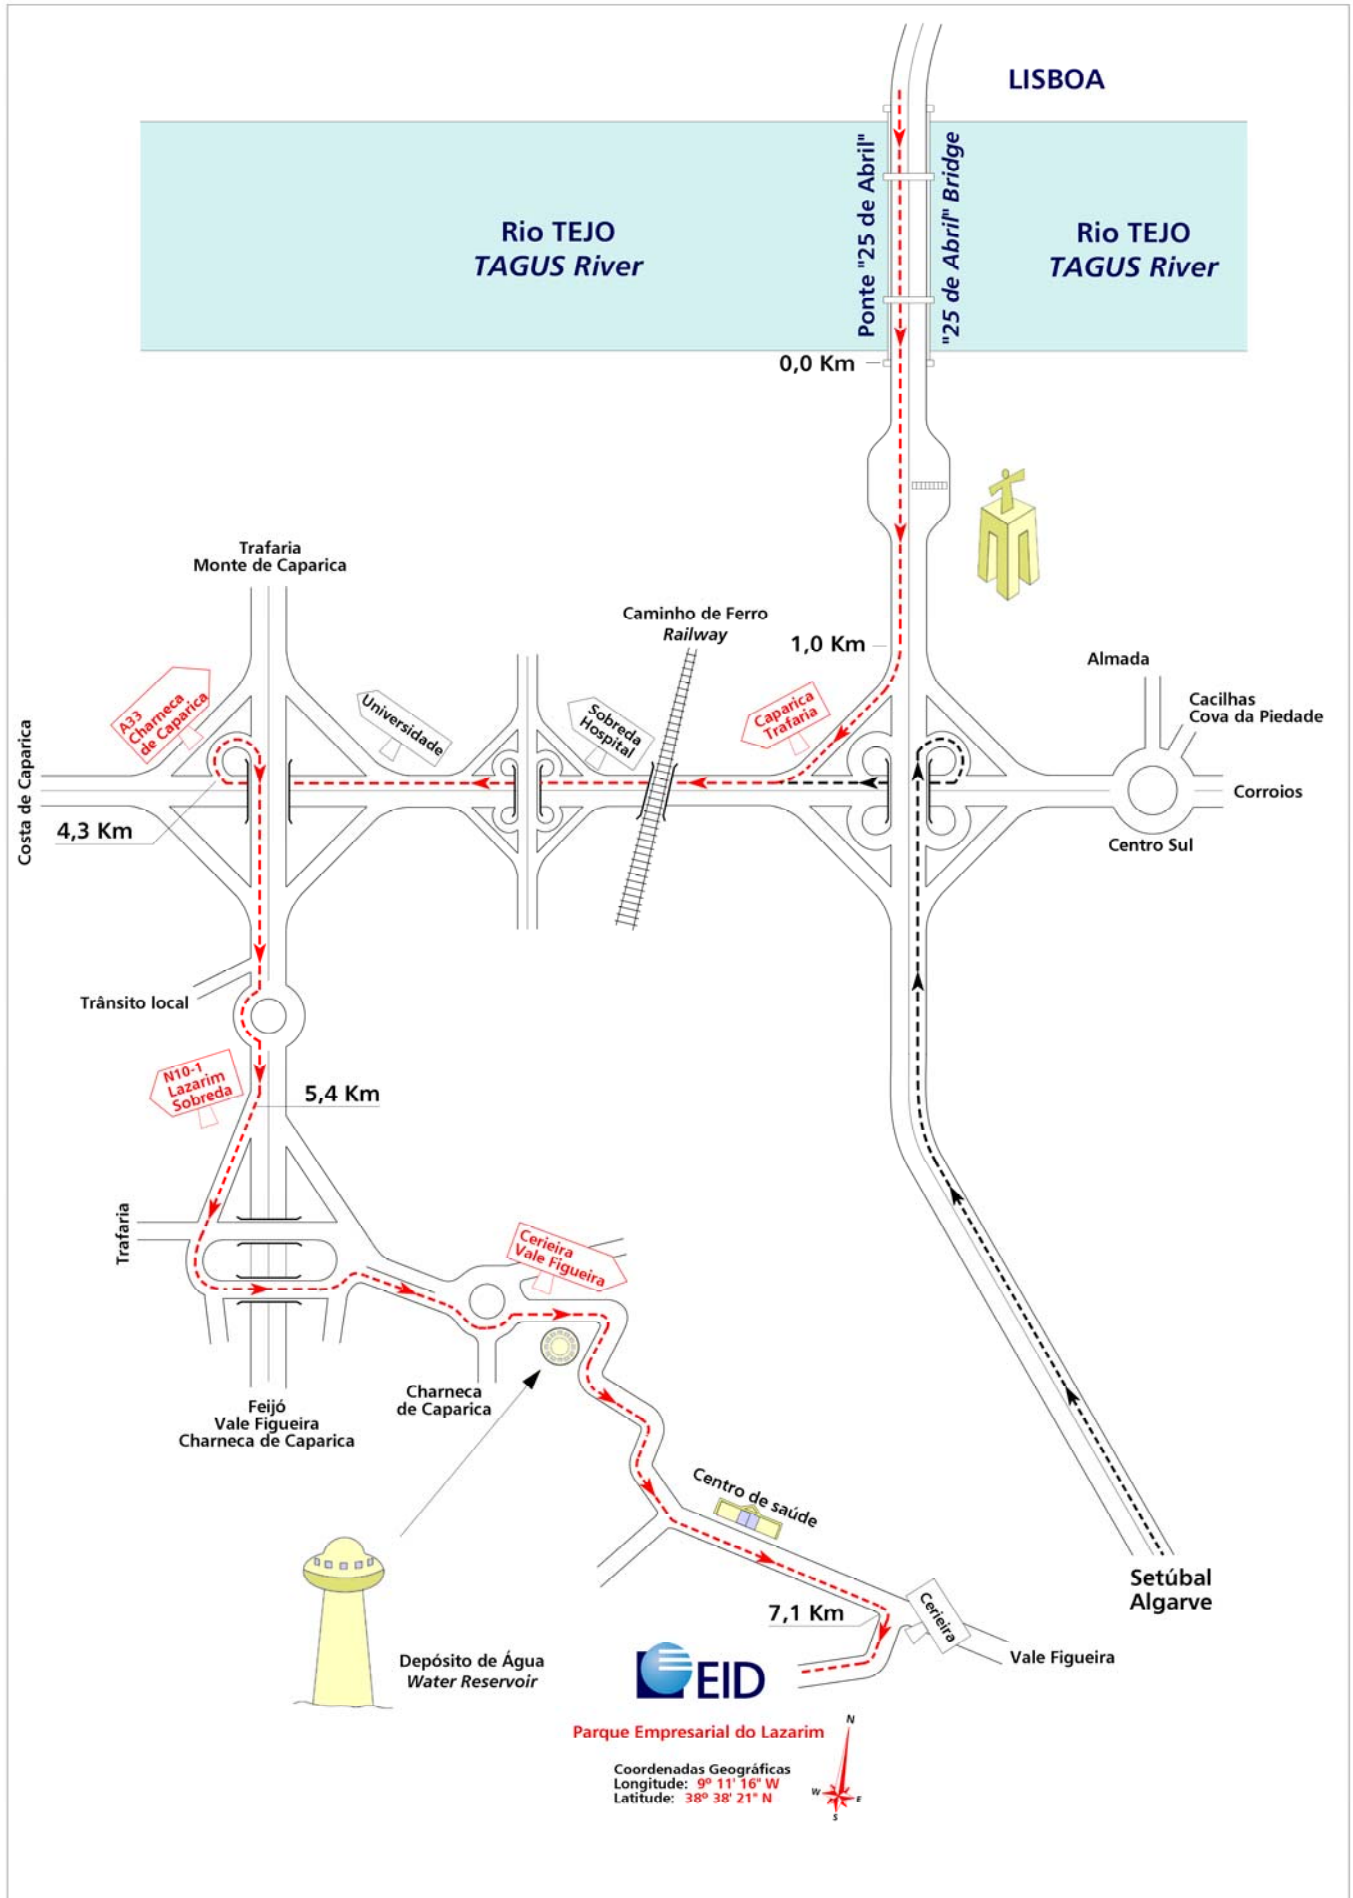 LISBOA
Ponte "25 de Abril"
"25 de Abril" Bridge
Rio TEJO
TAGUS River
Rio TEJO
TAGUS River
0,0 Km
Trafaria
Monte de Caparica
Caminho de Ferro
Railway
1,0 Km
Almada
Cacilhas
Cova da Piedade
A33
Charneca
de Caparica
Universidade
Sobreda
Hospital
Caparica
Trafaria
Costa de Caparica
Corroios
4,3 Km
Centro Sul
Trânsito local
N10-1
Lazarim
Sobreda
5,4 Km
Trafaria
Cerieira
Vale Figueira
Charneca
de Caparica
Feijó
Vale Figueira
Charneca de Caparica
Centro de saúde
Setúbal
Algarve
7,1 Km
Cerieira
Vale Figueira
Depósito de Água
Water Reservoir
EID
Parque Empresarial do Lazarim
Coordenadas Geográficas
Longitude: 9º 11' 16" W
Latitude: 38º 38' 21" N
N
W
E
S